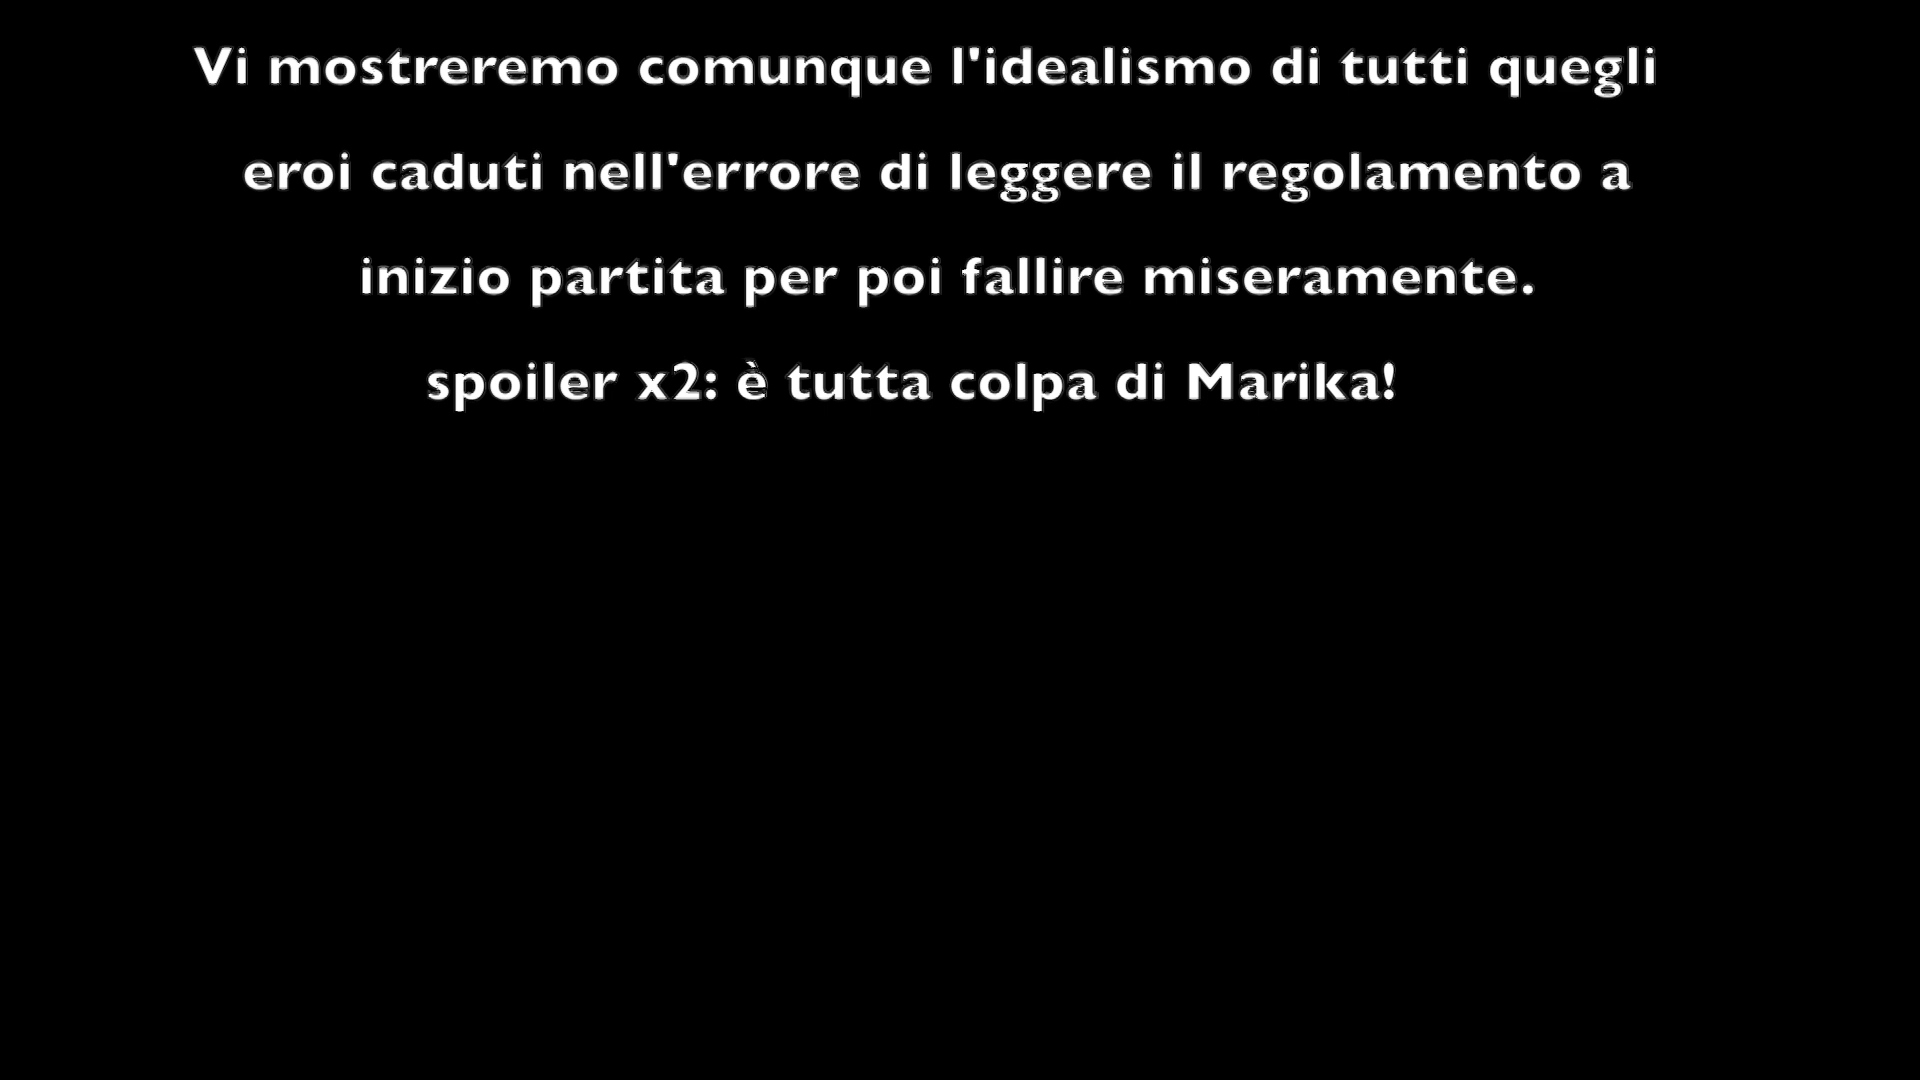 Vi mostreremo comunque l'idealismo di tutti quegli
eroi caduti nell'errore di leggere il regolamento a
inizio partita per poi fallire miseramente.
spoiler x2: è tutta colpa di Marika!